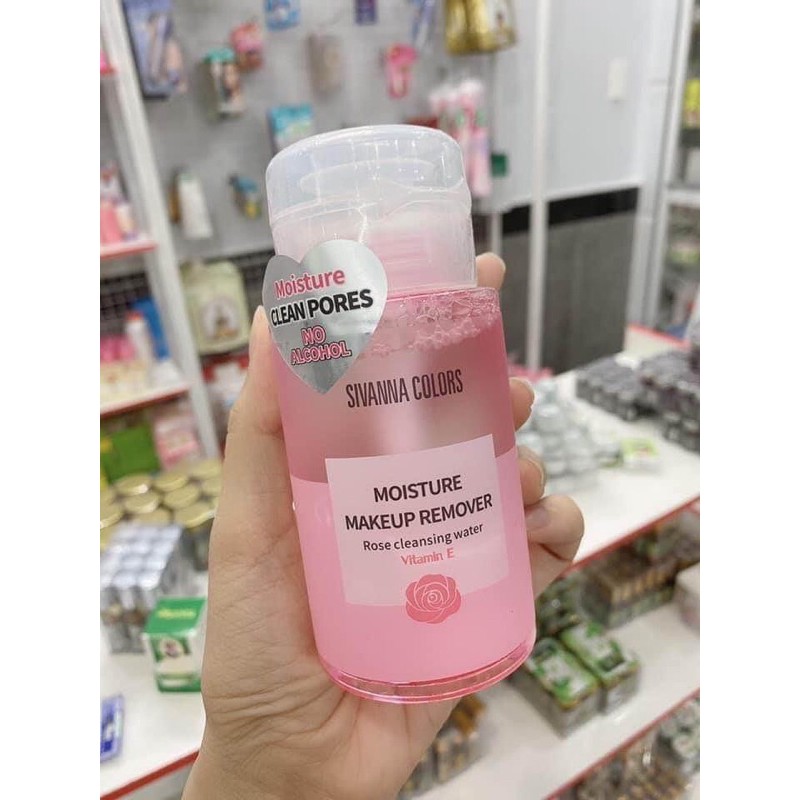 Moisture
CLEAN PORES
NO
ALCOHOL
SIVANNA COLORS
MOISTURE
MAKEUP REMOVER
Rose cleansing water
Vitamin E